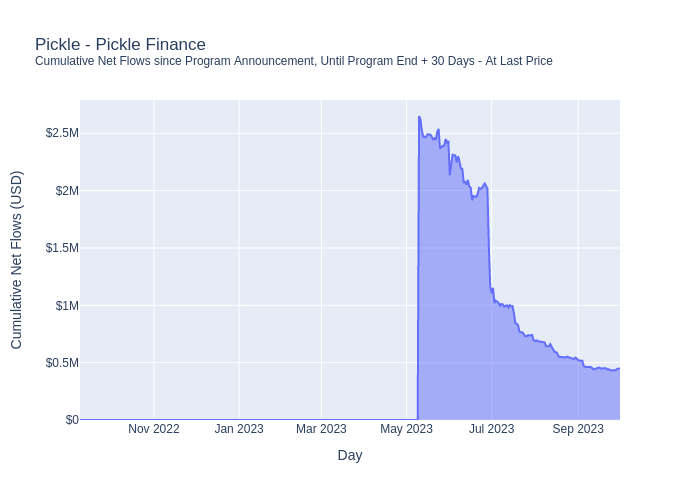 Pickle - Pickle Finance
Cumulative Net Flows since Program Announcement, Until Program End + 30 Days - At Last Price
Cumulative Net Flows (USD)
$2.5M
$2M
$1.5M
$1M
$0.5M
$0
Nov 2022 Jan 2023 Mar 2023 May 2023 Jul 2023 Sep 2023
Day